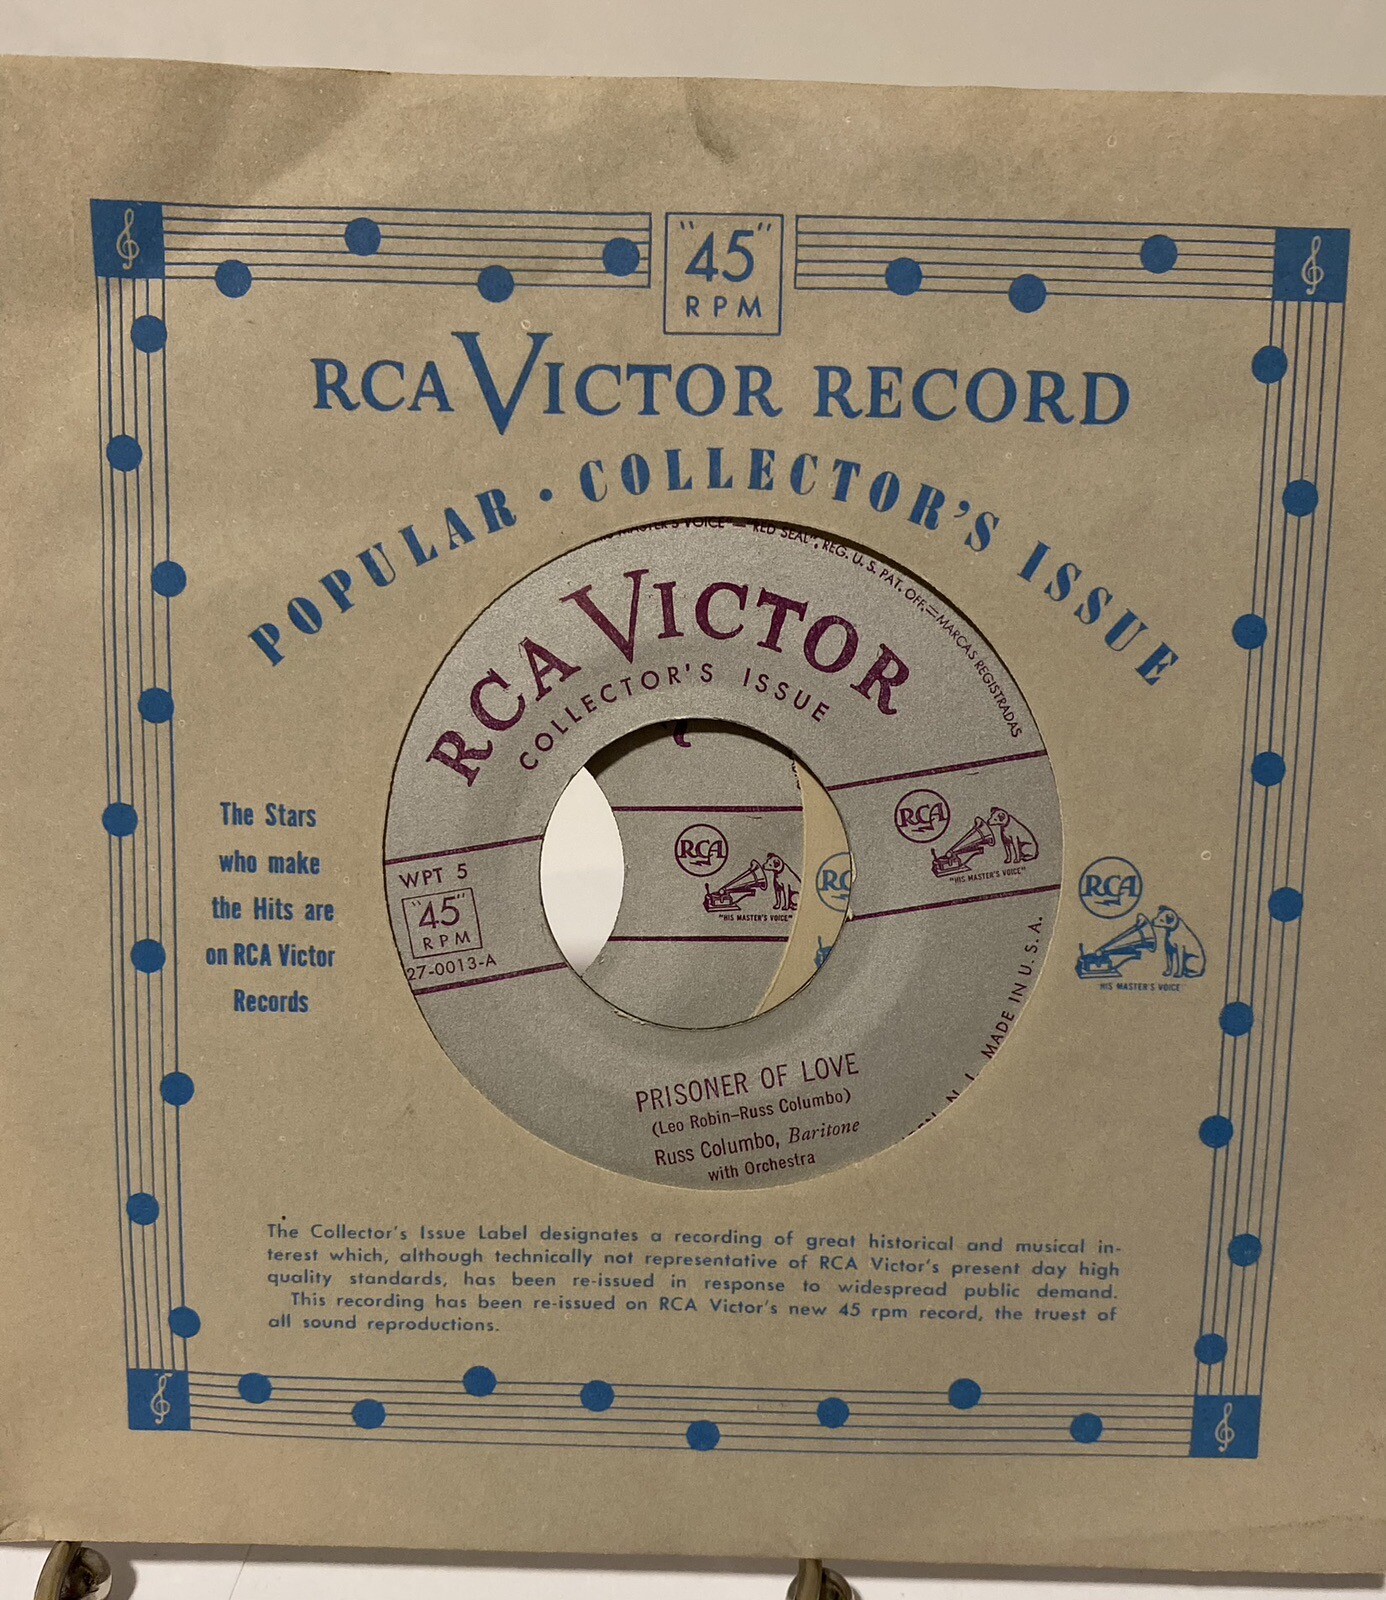 "45"
RPM
RCA VICTOR RECORD
POPULAR · COLLECTOR'S ISSUE
MASTER'S VOICE"—"RED SEAL", REG. U. S. PAT. OFF.—MARCAS REGISTRADAS
RCA VICTOR
COLLECTOR'S ISSUE
The Stars
who make
the Hits are
on RCA Victor
Records
WPT 5
"45"
RPM
27-0013-A
RCA
"HIS MASTER'S VOICE"
RCA
"HIS MASTER'S VOICE"
RCA
"HIS MASTER'S VOICE"
N. J. MADE IN U. S. A.
PRISONER OF LOVE
(Leo Robin–Russ Columbo)
Russ Columbo, Baritone
with Orchestra
The Collector's Issue Label designates a recording of great historical and musical in-
terest which, although technically not representative of RCA Victor's present day high
quality standards, has been re-issued in response to widespread public demand.
This recording has been re-issued on RCA Victor's new 45 rpm record, the truest of
all sound reproductions.